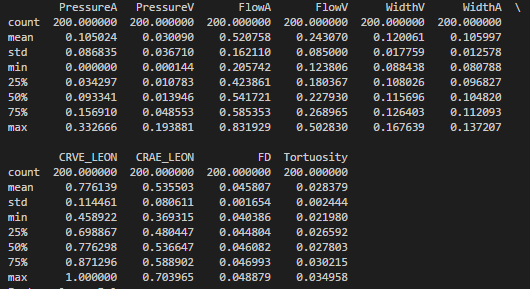 PressureA PressureV FlowA FlowV WidthV WidthA \
count 200.000000 200.000000 200.000000 200.000000 200.000000 200.000000
mean 0.105024 0.030090 0.520758 0.243070 0.120061 0.105997
std 0.086835 0.036710 0.162110 0.085000 0.017759 0.012578
min 0.000000 0.000144 0.205742 0.123806 0.088438 0.080788
25% 0.034297 0.010783 0.423861 0.180367 0.108026 0.096827
50% 0.093341 0.013946 0.541721 0.227930 0.115696 0.104820
75% 0.156910 0.048553 0.585353 0.268965 0.126403 0.112093
max 0.332666 0.193881 0.831929 0.502830 0.167639 0.137207
CRVE_LEON CRAE_LEON FD Tortuosity
count 200.000000 200.000000 200.000000 200.000000
mean 0.776139 0.535503 0.045807 0.028379
std 0.114461 0.080611 0.001654 0.002444
min 0.458922 0.369315 0.040386 0.021980
25% 0.698867 0.480447 0.044804 0.026592
50% 0.776298 0.536647 0.046082 0.027803
75% 0.871296 0.588902 0.046993 0.030215
max 1.000000 0.703965 0.048879 0.034958